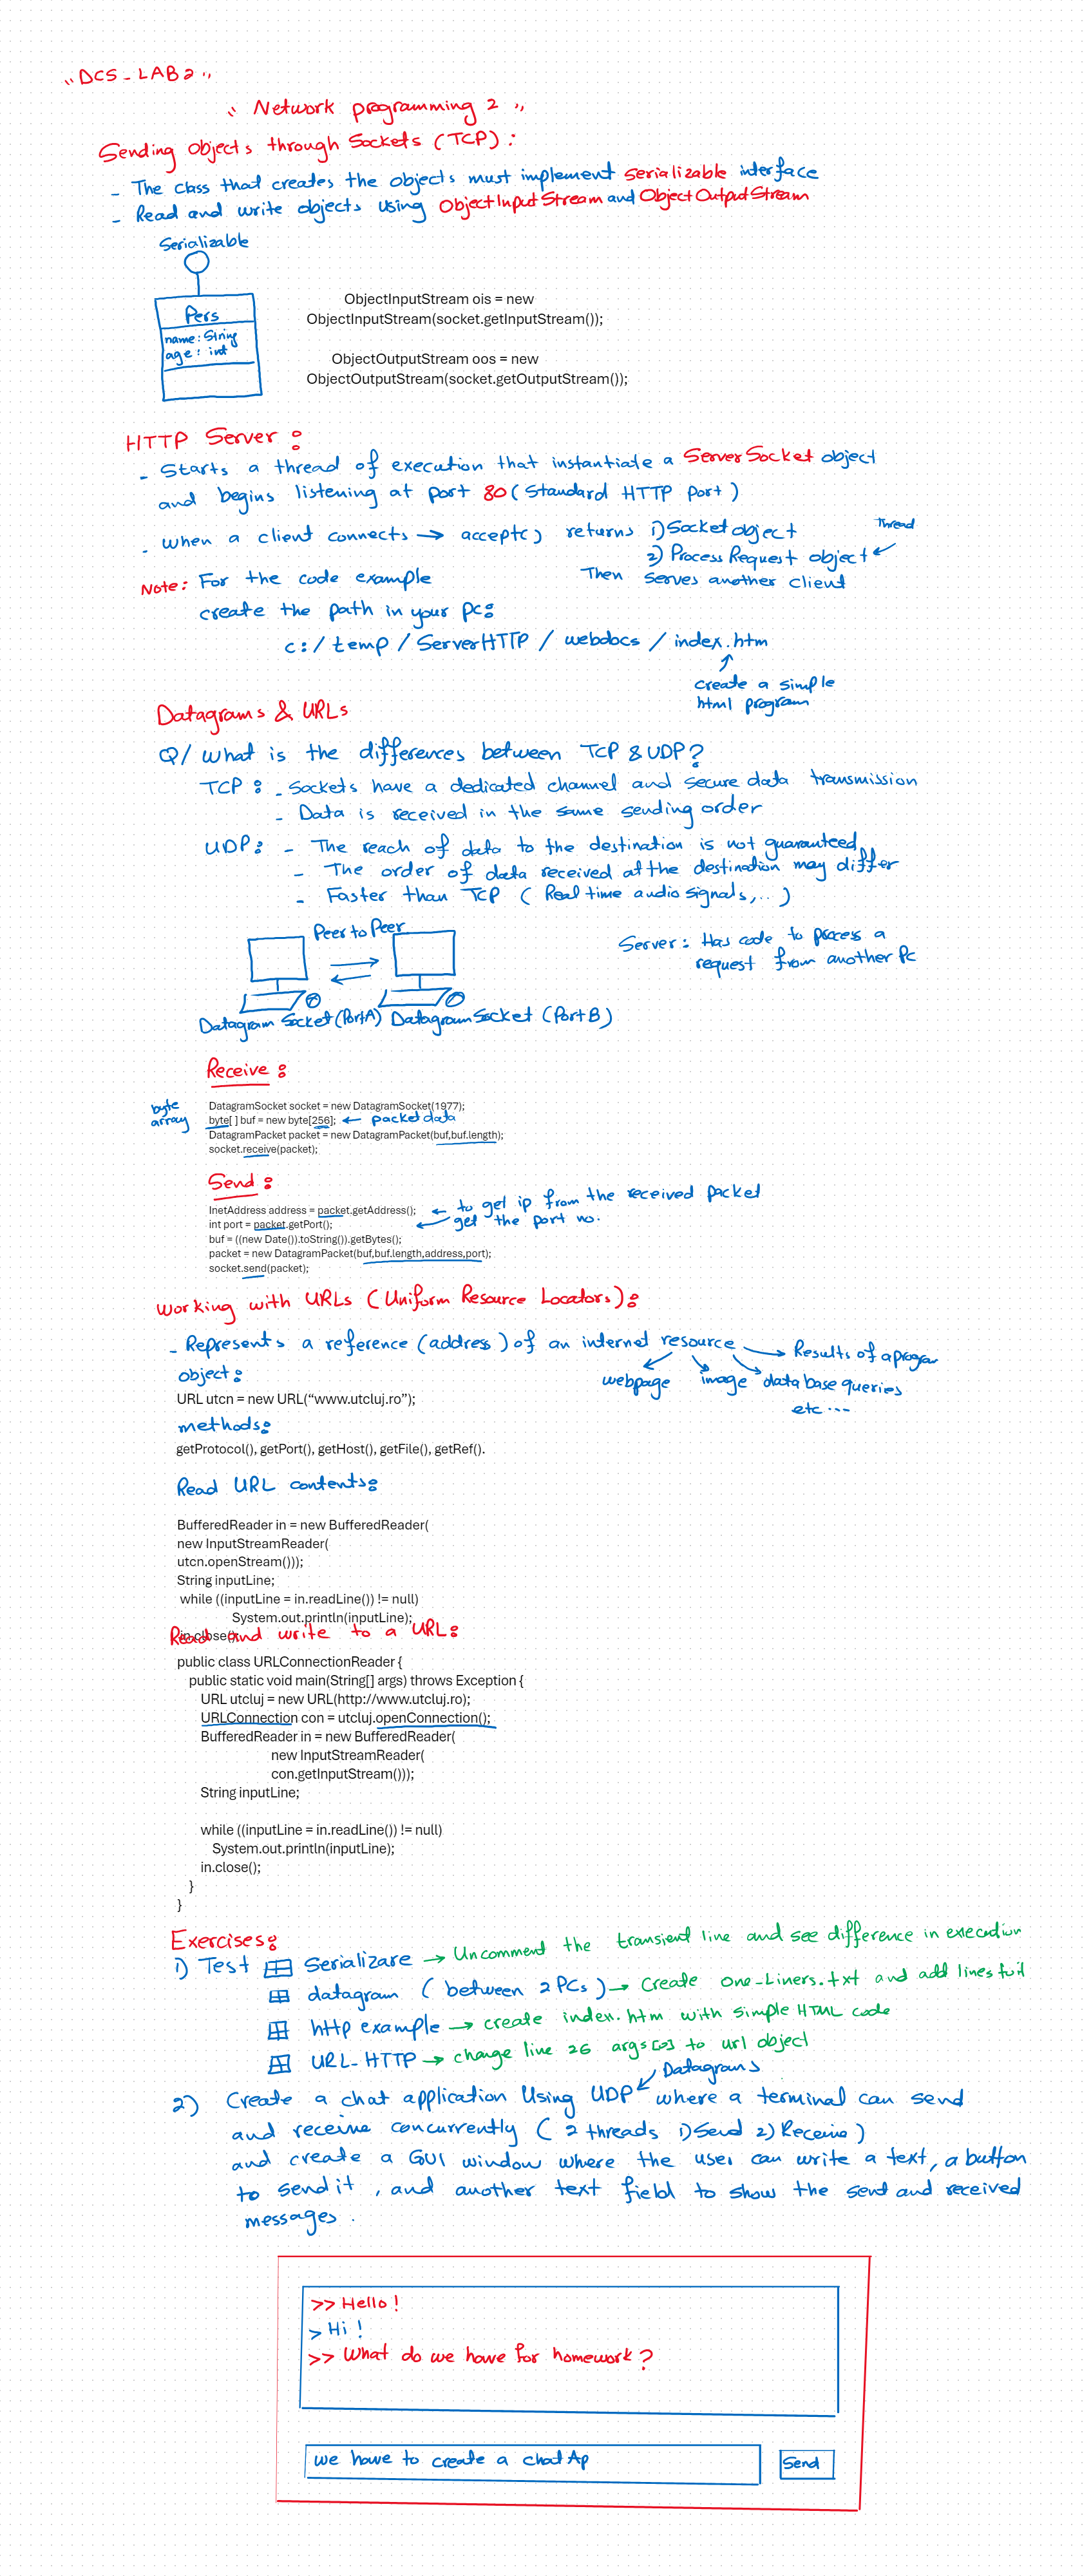 "DCS - LAB 2"
"Network programming 2"
Sending Objects through Sockets (TCP):
- The class that creates the objects must implement Serializable interface
- Read and write objects using ObjectInputStream and ObjectOutputStream
Serializable
Pers
name: String
age: int
ObjectInputStream ois = new
ObjectInputStream(socket.getInputStream());
ObjectOutputStream oos = new
ObjectOutputStream(socket.getOutputStream());
HTTP Server:
- Starts a thread of execution that instantiate a ServerSocket object
and begins listening at port 80 (Standard HTTP port)
- when a client connects → accept() returns 1) Socket object
Thread
2) Process Request object
Then serves another client
Note: For the code example
create the path in your pc:
c:/temp/ServerHTTP/webdocs/index.htm
create a simple
html program
Datagrams & URLs
Q/ what is the differences between TCP & UDP?
TCP: - Sockets have a dedicated channel and secure data transmission
- Data is received in the same sending order
UDP: - The reach of data to the destination is not guaranteed
- The order of data received at the destination may differ
- Faster than TCP (Real time audio signals,..)
Peer to Peer
Server: Has code to process a
request from another Pc
Datagram Socket (Port A) Datagram Socket (Port B)
Receive:
byte
array
DatagramSocket socket = new DatagramSocket(1977);
byte[ ] buf = new byte[256]; ← packet data
DatagramPacket packet = new DatagramPacket(buf,buf.length);
socket.receive(packet);
Send:
InetAddress address = packet.getAddress(); ← to get ip from the received packet
int port = packet.getPort(); ← get the port no.
buf = ((new Date()).toString()).getBytes();
packet = new DatagramPacket(buf,buf.length,address,port);
socket.send(packet);
Working with URLs (Uniform Resource Locators):
- Represents a reference (address) of an internet resource → Results of a progam
webpage image data base queries
etc ...
object:
URL utcn = new URL(“www.utcluj.ro”);
methods:
getProtocol(), getPort(), getHost(), getFile(), getRef().
Read URL contents:
BufferedReader in = new BufferedReader(
new InputStreamReader(
utcn.openStream()));
String inputLine;
while ((inputLine = in.readLine()) != null)
System.out.println(inputLine);
in.close();
Read and write to a URL:
public class URLConnectionReader {
public static void main(String[] args) throws Exception {
URL utcluj = new URL(http://www.utcluj.ro);
URLConnection con = utcluj.openConnection();
BufferedReader in = new BufferedReader(
new InputStreamReader(
con.getInputStream()));
String inputLine;
while ((inputLine = in.readLine()) != null)
System.out.println(inputLine);
in.close();
}
}
Exercises:
1) Test Serializare → Uncomment the transient line and see difference in execution
datagram (between 2 PCs) → Create one-Liners.txt and add lines
http example → create index.htm with simple HTML code
URL-HTTP → change line 26 args[0] to url object
Datagrams
2) Create a chat application Using UDP where a terminal can send
and receive concurrently (2 threads 1) Send 2) Receive)
and create a GUI window where the user can write a text, a button
to send it, and another text field to show the sent and received
messages.
>> Hello!
> Hi!
>> What do we have for homework?
we have to create a chat Ap
Send